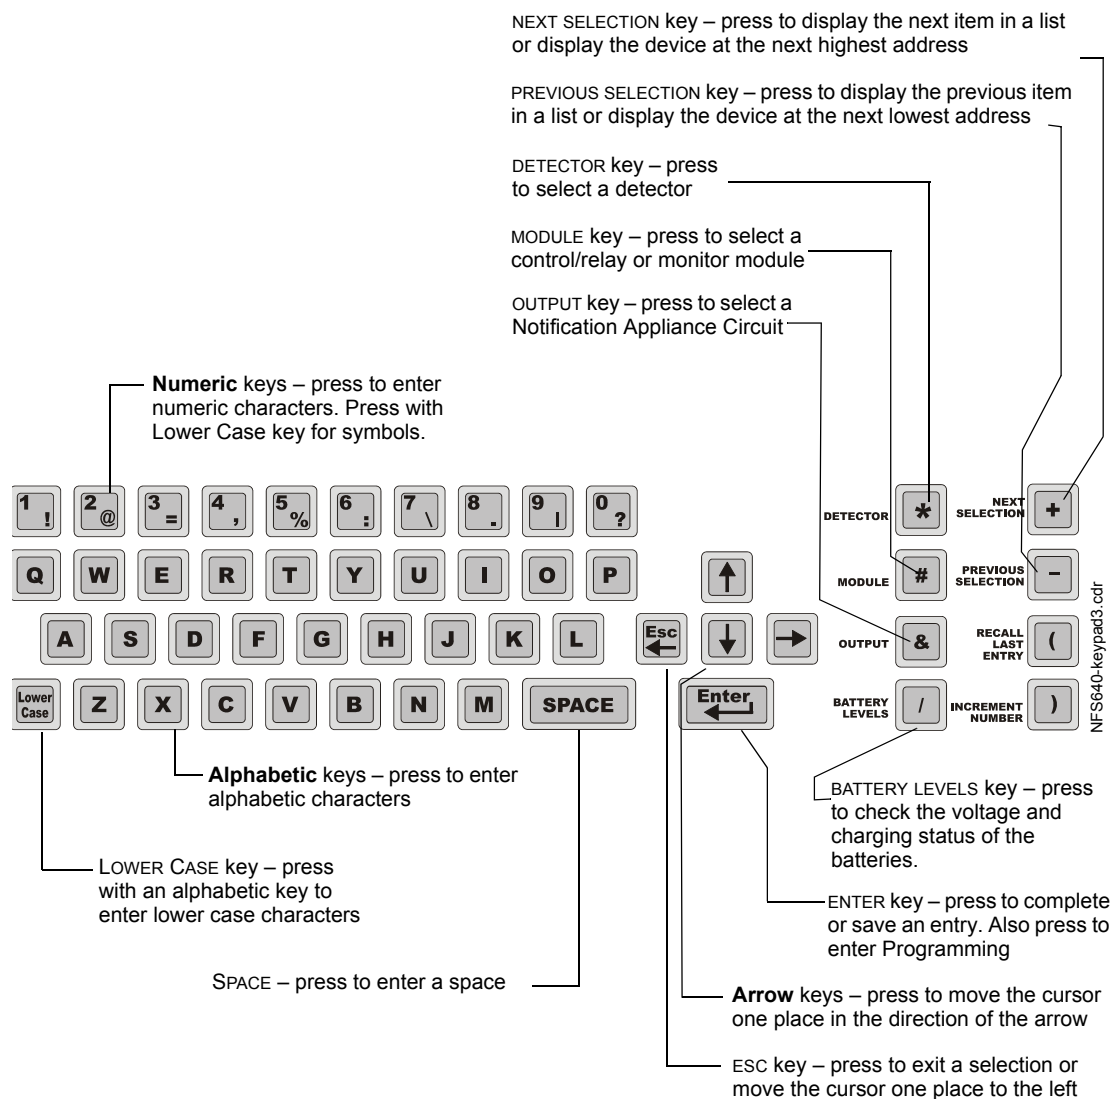 NEXT SELECTION key – press to display the next item in a list
or display the device at the next highest address
PREVIOUS SELECTION key – press to display the previous item
in a list or display the device at the next lowest address
DETECTOR key – press
to select a detector
MODULE key – press to select a
control/relay or monitor module
OUTPUT key – press to select a
Notification Appliance Circuit
Numeric keys – press to enter
numeric characters. Press with
Lower Case key for symbols.
1 ! 2 @ 3 = 4 , 5 % 6 : 7 \ 8 . 9 | 0 ?
DETECTOR * NEXT SELECTION +
Q W E R T Y U I O P
↑
MODULE # PREVIOUS SELECTION –
A S D F G H J K L
Esc ← ↓ →
OUTPUT & RECALL LAST ENTRY (
Lower Case Z X C V B N M SPACE
Enter
BATTERY LEVELS / INCREMENT NUMBER )
NFS640-keypad3.cdr
Alphabetic keys – press to enter
alphabetic characters
BATTERY LEVELS key – press
to check the voltage and
charging status of the
batteries.
LOWER CASE key – press
with an alphabetic key to
enter lower case characters
ENTER key – press to complete
or save an entry. Also press to
enter Programming
SPACE – press to enter a space
Arrow keys – press to move the cursor
one place in the direction of the arrow
ESC key – press to exit a selection or
move the cursor one place to the left